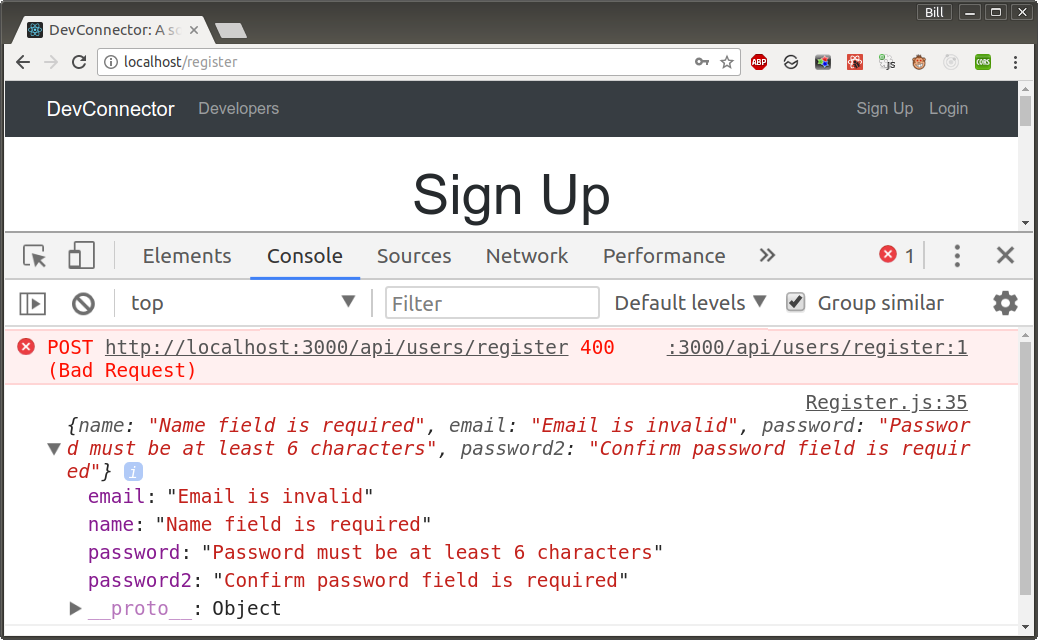 Bill
DevConnector: A so
localhost/register
ABP JS CORS
DevConnector Developers Sign Up Login
Sign Up
Elements Console Sources Network Performance 1
top Filter Default levels Group similar
POST http://localhost:3000/api/users/register 400 :3000/api/users/register:1
(Bad Request)
Register.js:35
{name: "Name field is required", email: "Email is invalid", password: "Passwor
d must be at least 6 characters", password2: "Confirm password field is requir
ed"} i
email: "Email is invalid"
name: "Name field is required"
password: "Password must be at least 6 characters"
password2: "Confirm password field is required"
__proto__: Object